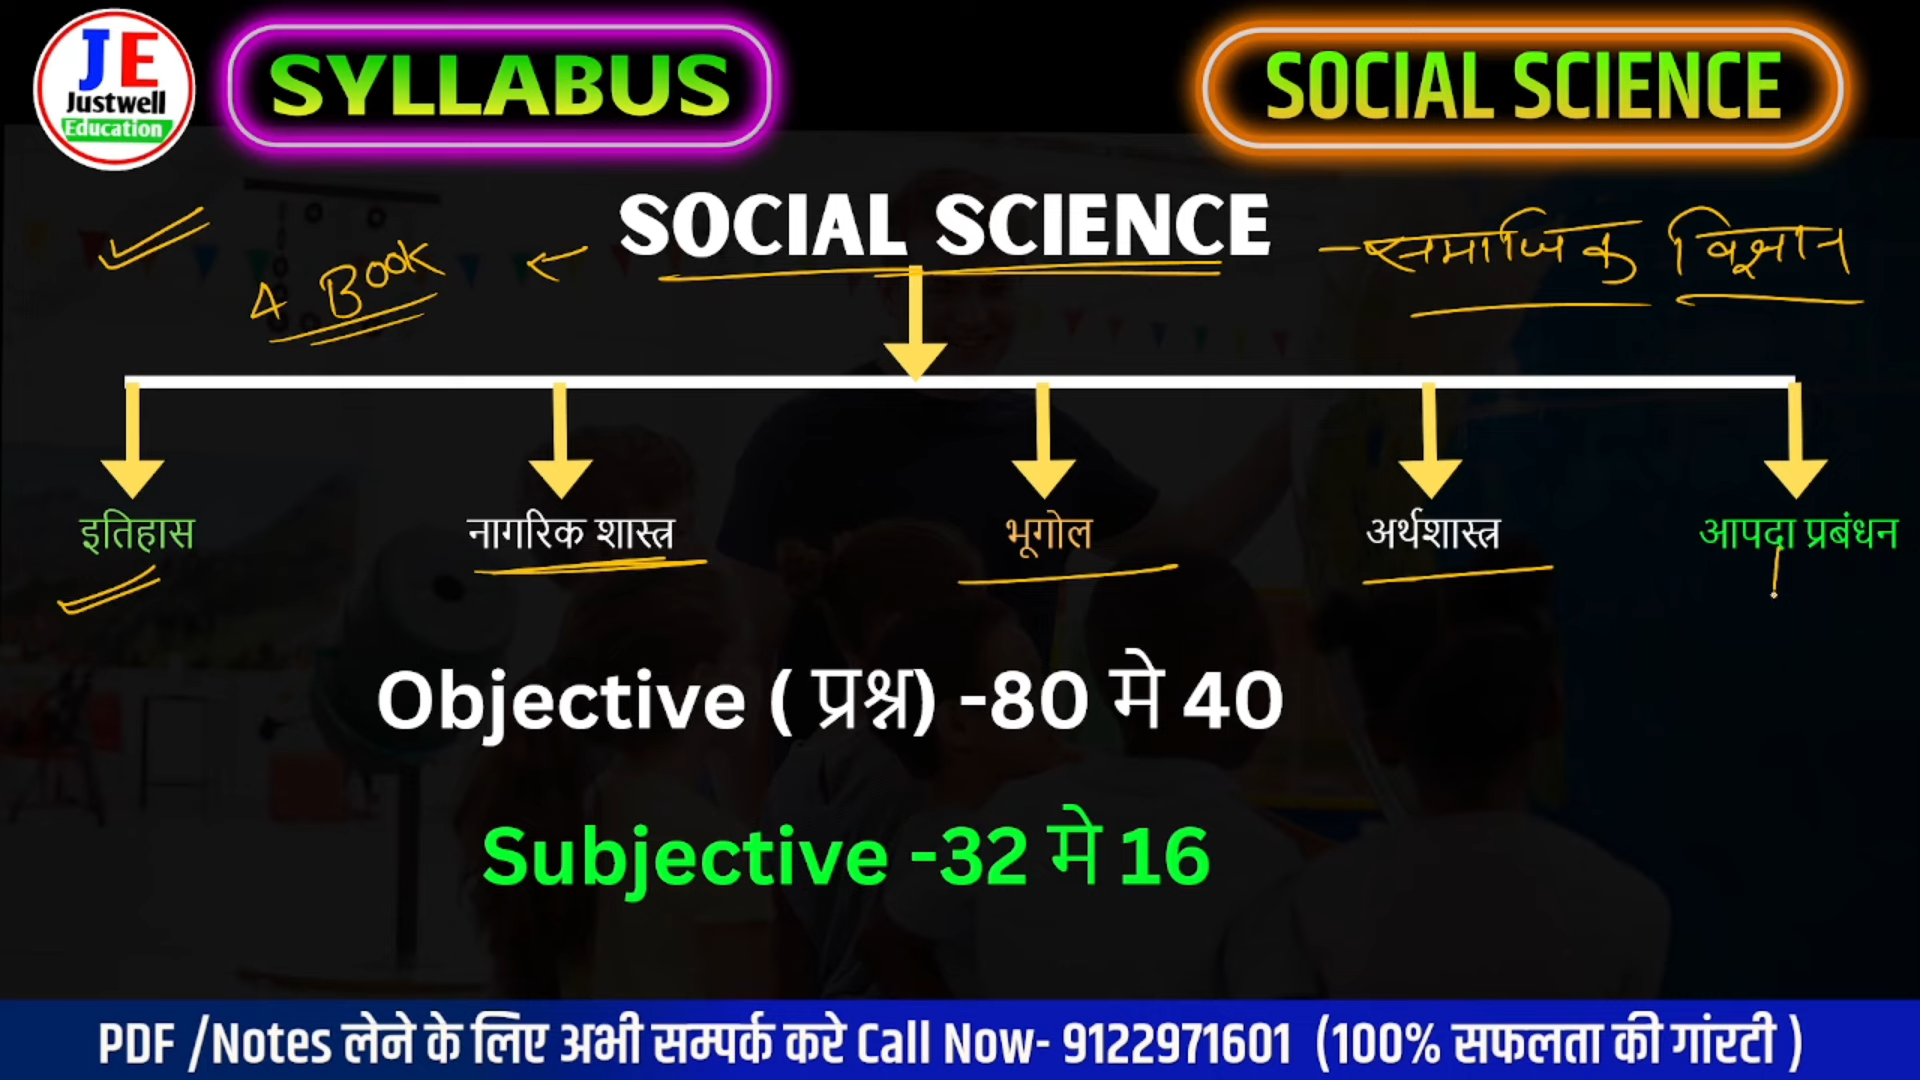 JE
Justwell
Education
SYLLABUS
SOCIAL SCIENCE
SOCIAL SCIENCE
4 Book
समाजिक विज्ञान
इतिहास
नागरिक शास्त्र
भूगोल
अर्थशास्त्र
आपदा प्रबंधन
Objective ( प्रश्न) -80 मे 40
Subjective -32 मे 16
PDF /Notes लेने के लिए अभी सम्पर्क करे Call Now- 9122971601 (100% सफलता की गांरटी )